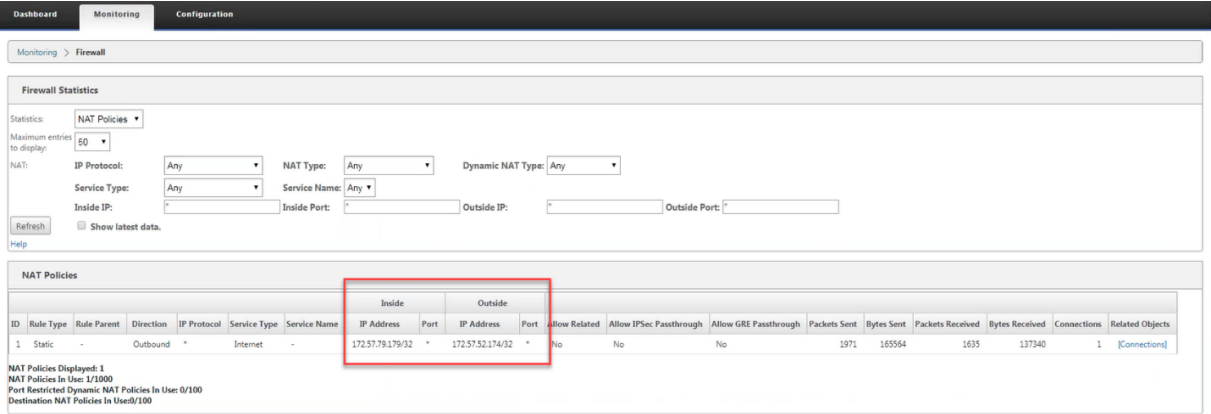 Dashboard Monitoring Configuration
Monitoring > Firewall
Firewall Statistics
Statistics: NAT Policies
Maximum entries to display: 50
NAT: IP Protocol: Any NAT Type: Any Dynamic NAT Type: Any
Service Type: Any Service Name: Any
Inside IP: * Inside Port: * Outside IP: * Outside Port: *
Refresh Show latest data.
Help
NAT Policies
Inside Outside
ID Rule Type Rule Parent Direction IP Protocol Service Type Service Name IP Address Port IP Address Port Allow Related Allow IPSec Passthrough Allow GRE Passthrough Packets Sent Bytes Sent Packets Received Bytes Received Connections Related Objects
1 Static - Outbound * Internet - 172.57.79.179/32 * 172.57.52.174/32 * No No No 1971 165564 1635 137340 1 [Connections]
NAT Policies Displayed: 1
NAT Policies In Use: 1/1000
Port Restricted Dynamic NAT Policies In Use: 0/100
Destination NAT Policies In Use:0/100